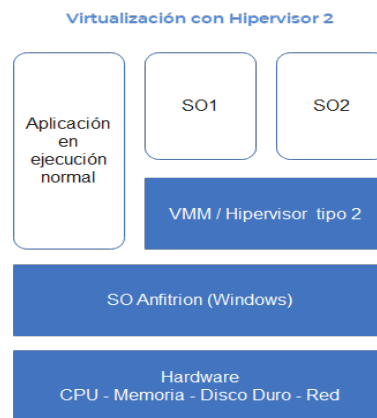 Virtualización con Hipervisor 2
Aplicación
en
ejecución
normal
SO1
SO2
VMM / Hipervisor tipo 2
SO Anfitrion (Windows)
Hardware
CPU - Memoria - Disco Duro - Red